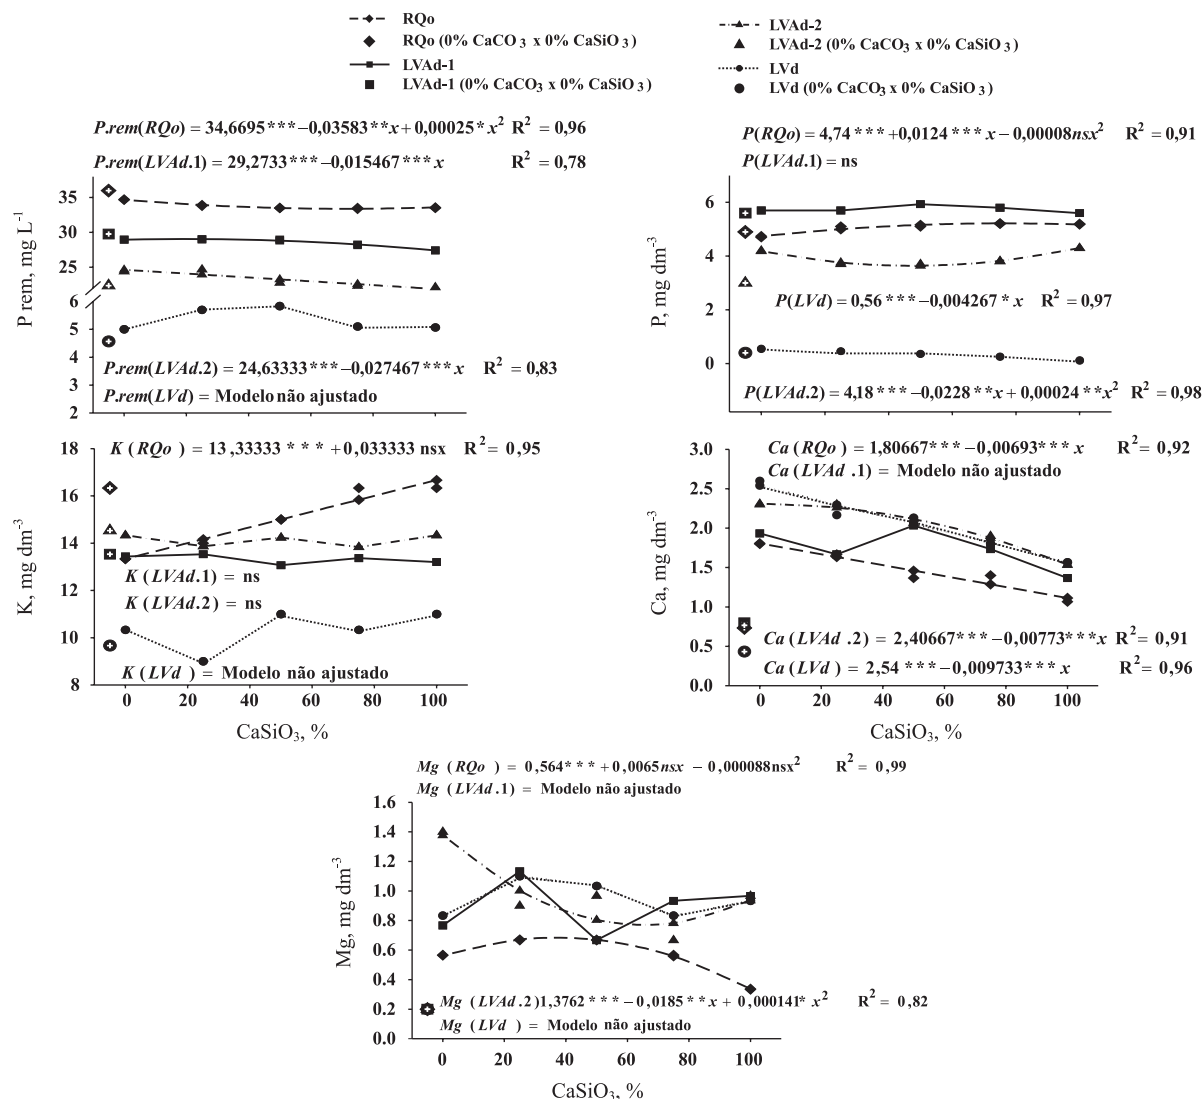 RQo
RQo (0% CaCO3 x 0% CaSiO3)
LVAd-1
LVAd-1 (0% CaCO3 x 0% CaSiO3)
LVAd-2
LVAd-2 (0% CaCO3 x 0% CaSiO3)
LVd
LVd (0% CaCO3 x 0% CaSiO3)
P.rem(RQo) = 34,6695***−0,03583**x+0,00025*x² R² = 0,96
P.rem(LVAd.1) = 29,2733***−0,015467***x R² = 0,78
35
30
25
6
5
4
3
2
P rem, mg L⁻¹
P.rem(LVAd.2) = 24,63333***−0,027467***x R² = 0,83
P.rem(LVd) = Modelo não ajustado
P(RQo) = 4,74***+0,0124***x−0,00008nsx² R² = 0,91
P(LVAd.1) = ns
6
4
2
0
P, mg dm⁻³
P(LVd) = 0,56***−0,004267*x R² = 0,97
P(LVAd.2) = 4,18***−0,0228**x+0,00024**x² R² = 0,98
K(RQo) = 13,33333***+0,033333 nsx R² = 0,95
18
16
14
12
10
8
K, mg dm⁻³
K(LVAd.1) = ns
K(LVAd.2) = ns
K(LVd) = Modelo não ajustado
0 20 40 60 80 100
CaSiO3, %
Ca(RQo) = 1,80667***−0,00693***x R² = 0,92
Ca(LVAd.1) = Modelo não ajustado
3.0
2.5
2.0
1.5
1.0
0.5
0.0
Ca, mg dm⁻³
Ca(LVAd.2) = 2,40667***−0,00773***x R² = 0,91
Ca(LVd) = 2,54***−0,009733***x R² = 0,96
0 20 40 60 80 100
CaSiO3, %
Mg(RQo) = 0,564***+0,0065nsx−0,000088nsx² R² = 0,99
Mg(LVAd.1) = Modelo não ajustado
1.6
1.4
1.2
1.0
0.8
0.6
0.4
0.2
0.0
Mg, mg dm⁻³
Mg(LVAd.2)1,3762***−0,0185**x+0,000141*x² R² = 0,82
Mg(LVd) = Modelo não ajustado
0 20 40 60 80 100
CaSiO3, %